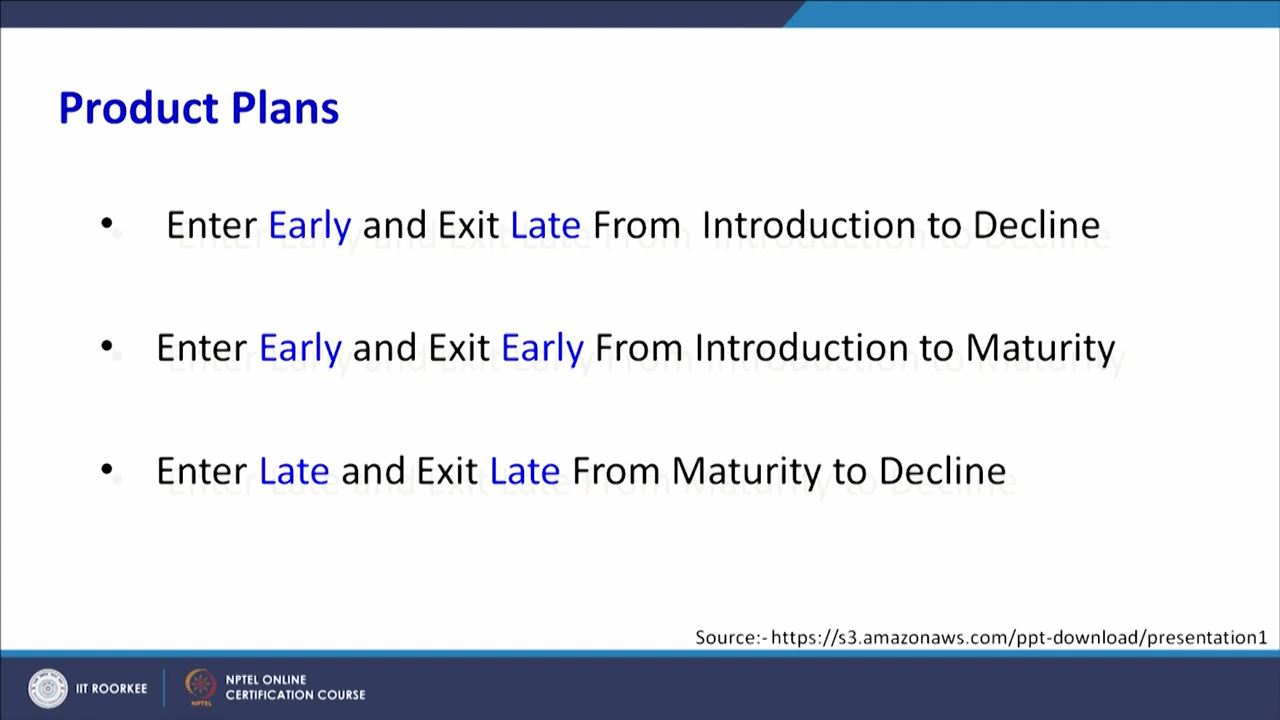 Product Plans
• Enter Early and Exit Late From Introduction to Decline
• Enter Early and Exit Early From Introduction to Maturity
• Enter Late and Exit Late From Maturity to Decline
Source:- https://s3.amazonaws.com/ppt-download/presentation1
IIT ROORKEE
NPTEL
NPTEL ONLINE
CERTIFICATION COURSE